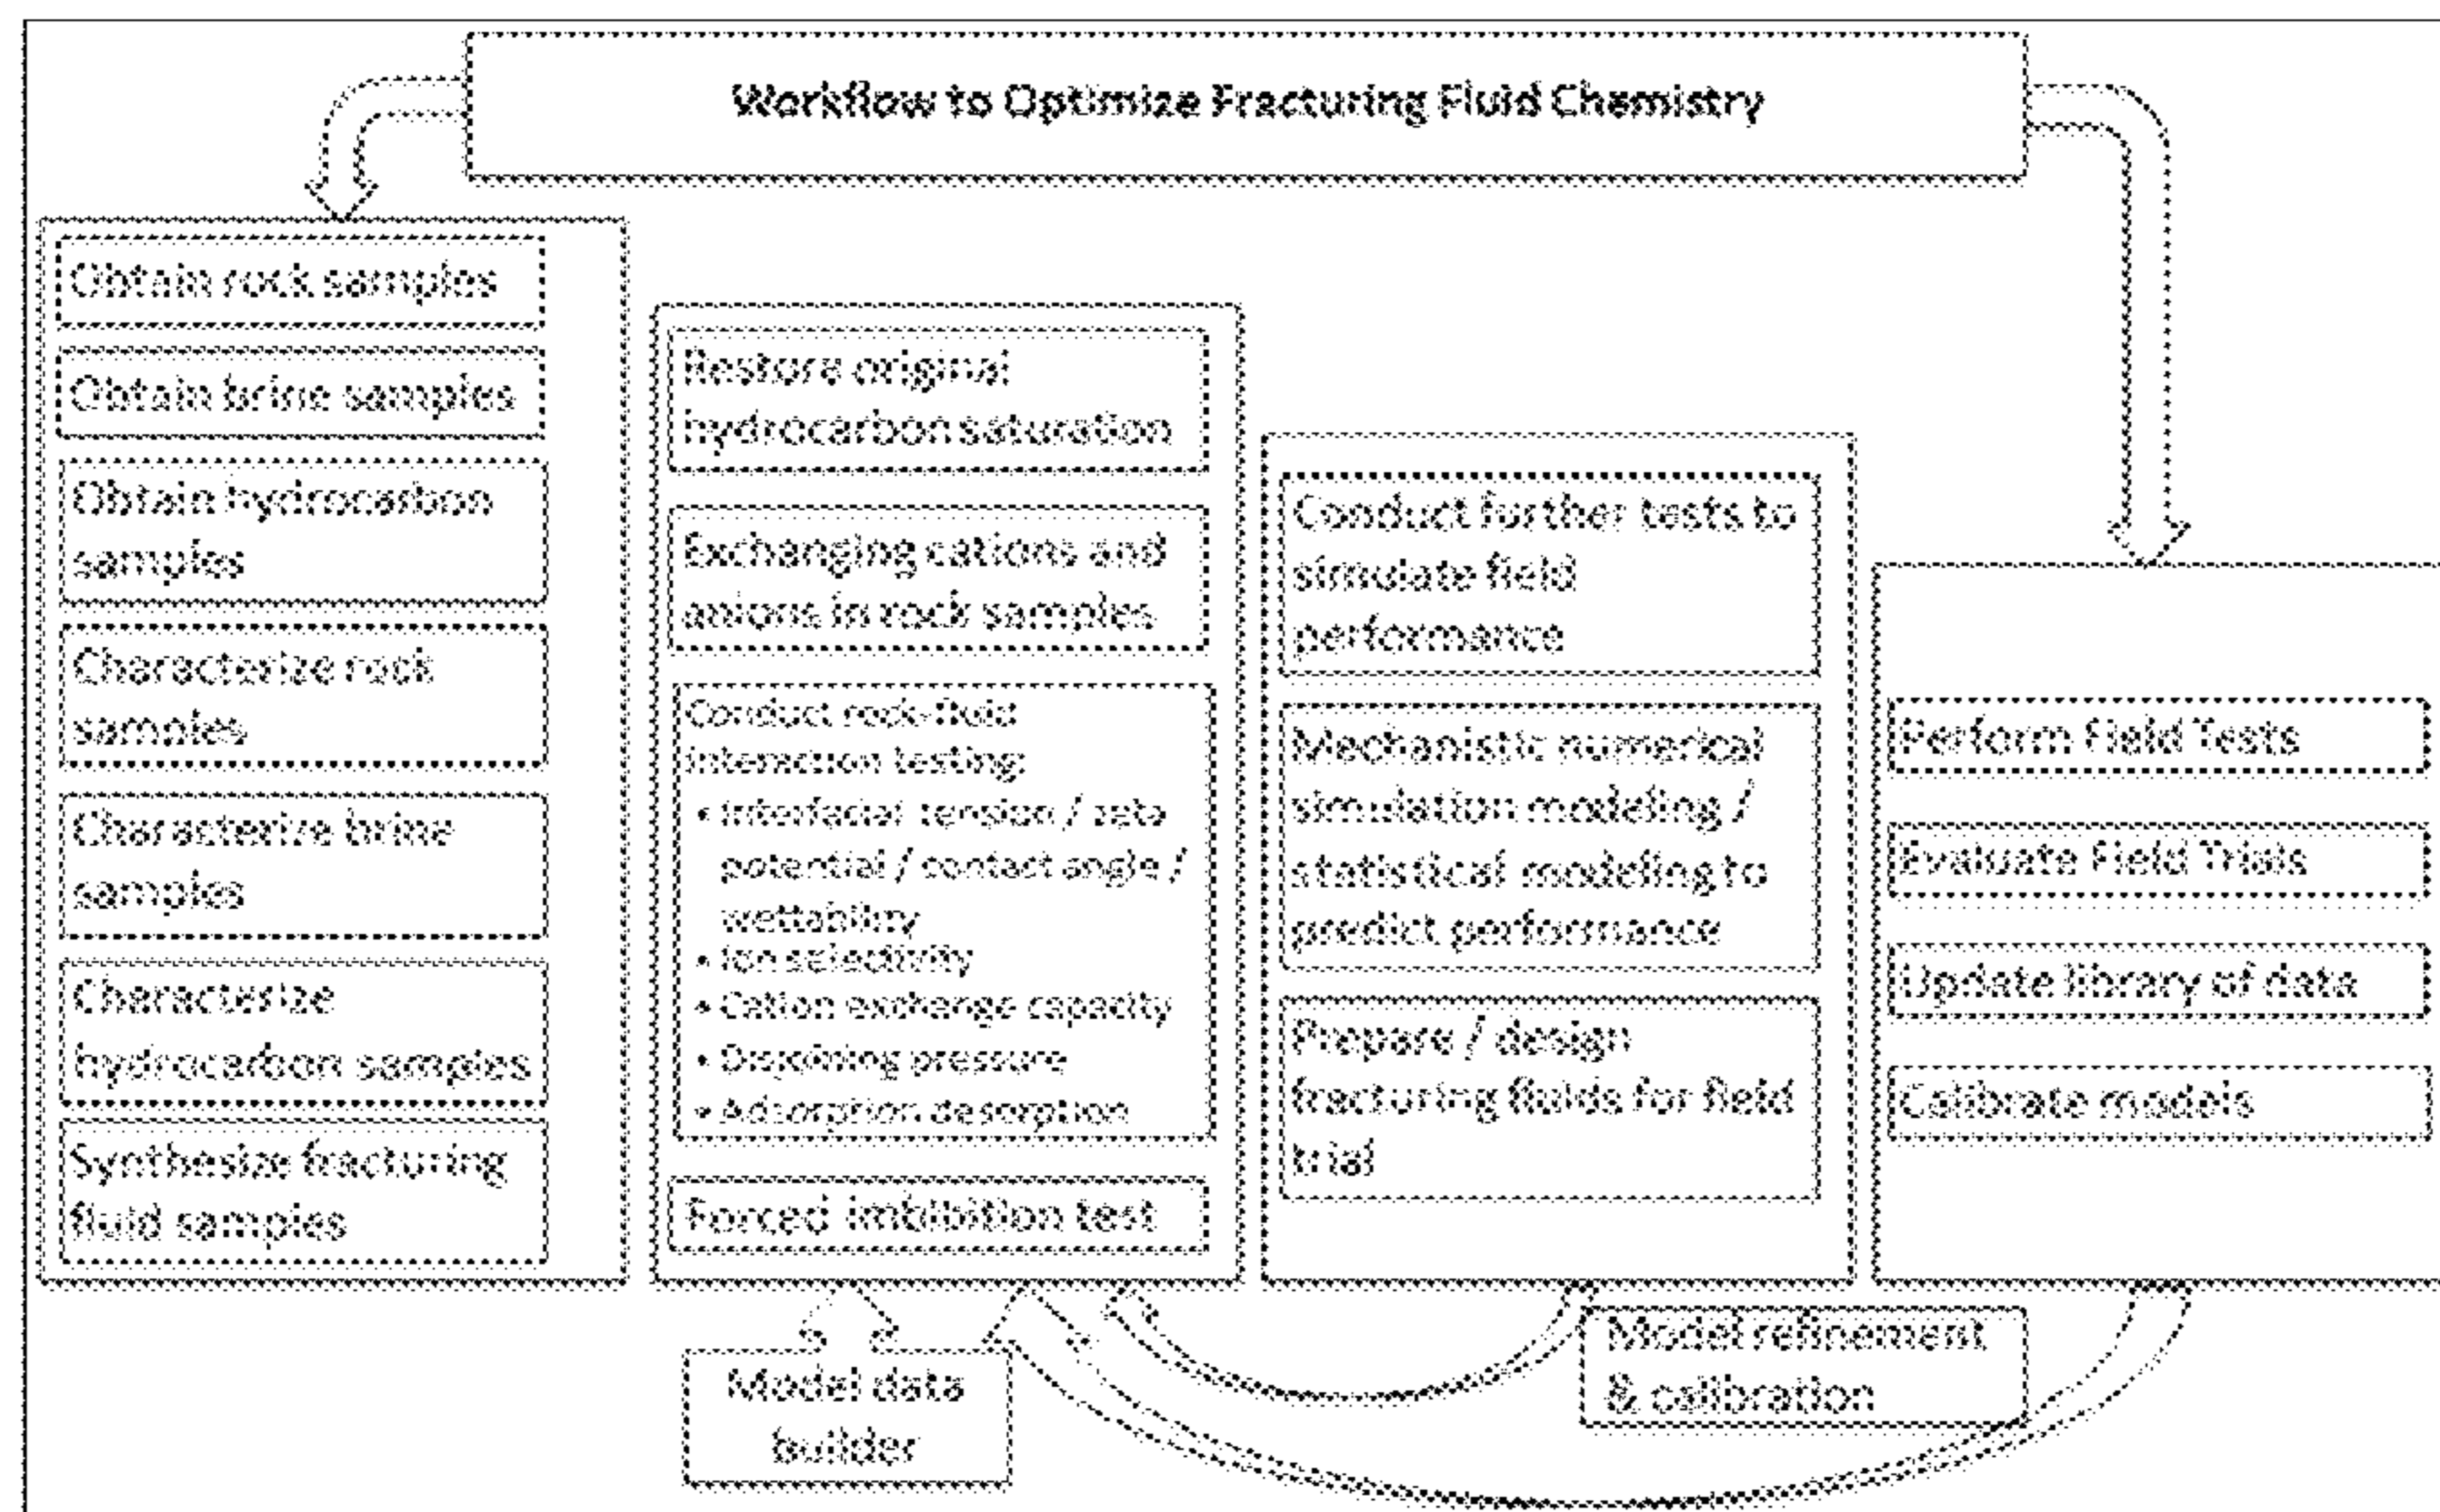 Workflow to Optimize Fracturing Fluid Chemistry
Obtain rock samples
Obtain brine samples
Obtain hydrocarbon
samples
Characterize rock
samples
Characterize brine
samples
Characterize
hydrocarbon samples
Synthesize fracturing
fluid samples
Restore original
hydrocarbon saturation
Exchanging cations and
anions in rock samples
Conduct rock-fluid
interaction testing:
• Interfacial tension / zeta
potential / contact angle /
wettability
• Ion selectivity
• Cation exchange capacity
• Disjoining pressure
• Adsorption desorption
Forced imbibition test
Conduct further tests to
simulate field
performance
Mechanistic numerical
simulation modeling /
statistical modeling to
predict performance
Prepare / design
fracturing fluids for field
trial
Perform Field Tests
Evaluate Field Trials
Update library of data
Calibrate models
Model data
builder
Model refinement
& calibration